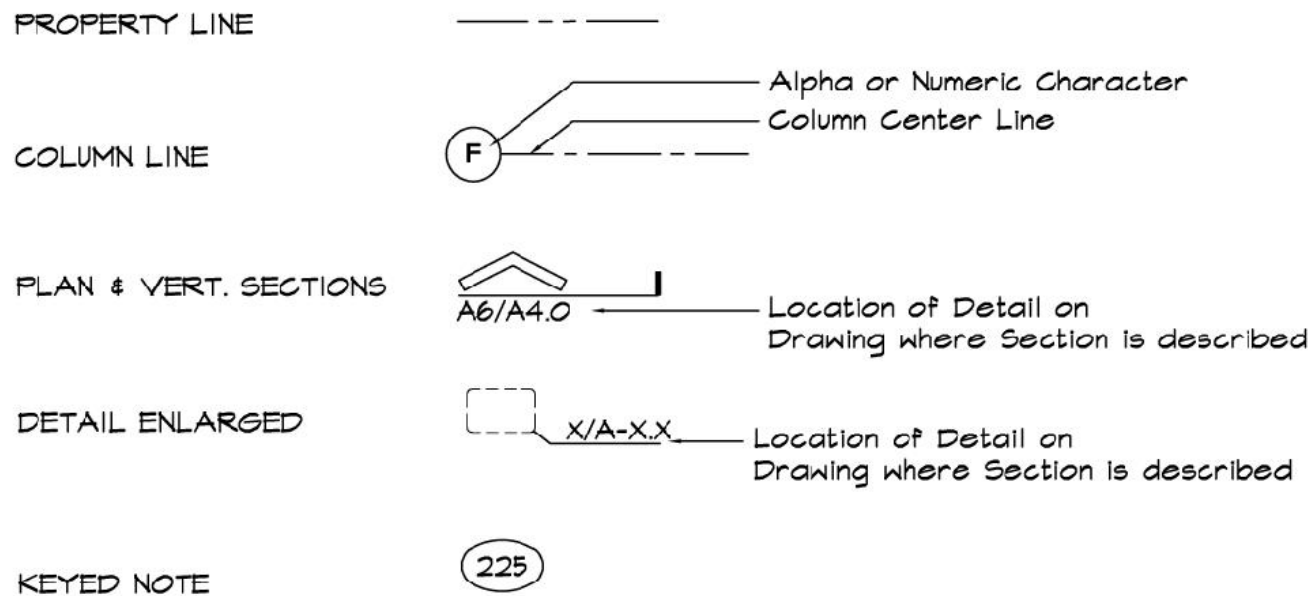 PROPERTY LINE
Alpha or Numeric Character
Column Center Line
COLUMN LINE
F
PLAN & VERT. SECTIONS
A6/A4.0
Location of Detail on
Drawing where Section is described
DETAIL ENLARGED
X/A-X.X
Location of Detail on
Drawing where Section is described
KEYED NOTE
225